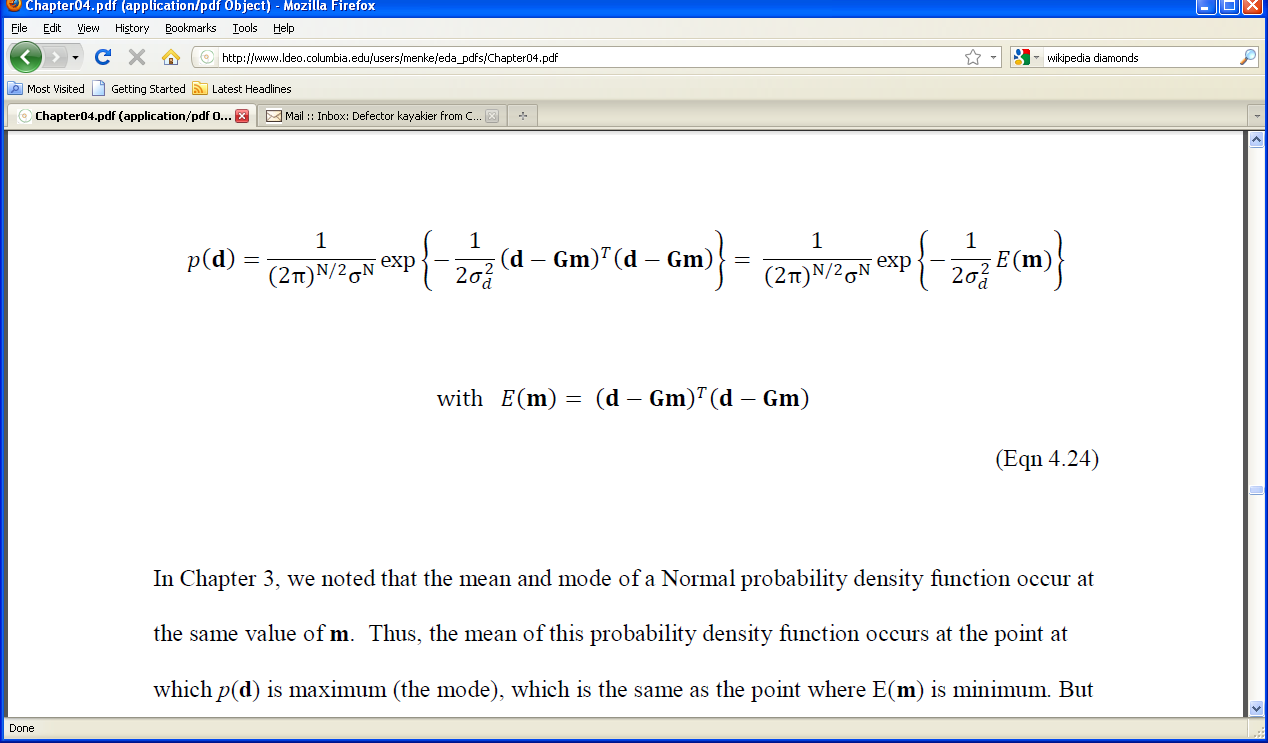 Chapter04.pdf (application/pdf Object) - Mozilla Firefox
File Edit View History Bookmarks Tools Help
http://www.ldeo.columbia.edu/users/menke/eda_pdfs/Chapter04.pdf wikipedia diamonds
Most Visited Getting Started Latest Headlines
Chapter04.pdf (application/pdf O... Mail :: Inbox: Defector kayakier from C...
p(d) = 1/((2π)^{N/2}σ^N) exp{−1/(2σ_d^2) (d − Gm)^T(d − Gm)} = 1/((2π)^{N/2}σ^N) exp{−1/(2σ_d^2) E(m)}
with E(m) = (d − Gm)^T(d − Gm)
(Eqn 4.24)
In Chapter 3, we noted that the mean and mode of a Normal probability density function occur at
the same value of m. Thus, the mean of this probability density function occurs at the point at
which p(d) is maximum (the mode), which is the same as the point where E(m) is minimum. But
Done